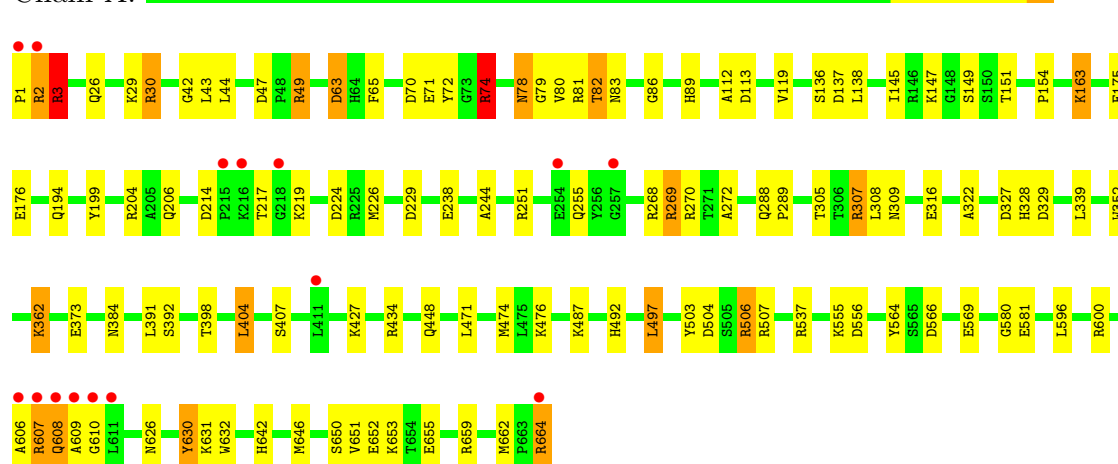 P1 R2 R3 Q26 K29 R30 G42 L43 L44 D47 P48 R49 D63 H64 F65 D70 E71 Y72 G73 R74 N78 G79 V80 R81 T82 N83 G86 H89 A112 D113 V119 S136 D137 L138 I145 R146 K147 G148 S149 S150 T151 P154 K163
E176 Q194 Y199 R204 A205 Q206 D214 P215 K216 T217 G218 K219 D224 R225 M226 D229 E238 A244 R251 E254 Q255 Y256 G257 R268 R269 R270 T271 A272 Q288 P289 T305 T306 R307 L308 N309 E316 A322 D327 H328 D329 L339
K362 E373 N384 L391 S392 T398 L404 S407 L411 K427 R434 Q448 L471 M474 L475 K476 K487 H492 L497 Y503 D504 S505 R506 R507 R537 K555 D556 Y564 S565 D566 E569 G580 E581 L596 R600
A606 R607 Q608 A609 G610 L611 N626 Y630 K631 W632 H642 M646 S650 V651 E652 K653 T654 E655 R659 M662 P663 R664